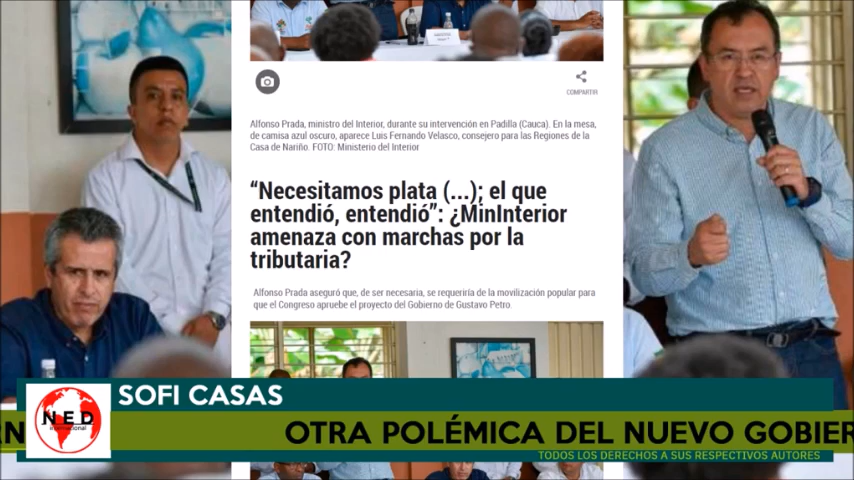 COMPARTIR
Alfonso Prada, ministro del Interior, durante su intervención en Padilla (Cauca). En la mesa,
de camisa azul oscuro, aparece Luis Fernando Velasco, consejero para las Regiones de la
Casa de Nariño. FOTO: Ministerio del Interior
“Necesitamos plata (...); el que
entendió, entendió”: ¿MinInterior
amenaza con marchas por la
tributaria?
Alfonso Prada aseguró que, de ser necesaria, se requeriría de la movilización popular para
que el Congreso apruebe el proyecto del Gobierno de Gustavo Petro.
SOFI CASAS
NED
international
RN
OTRA POLÉMICA DEL NUEVO GOBIER
TODOS LOS DERECHOS A SUS RESPECTIVOS AUTORES